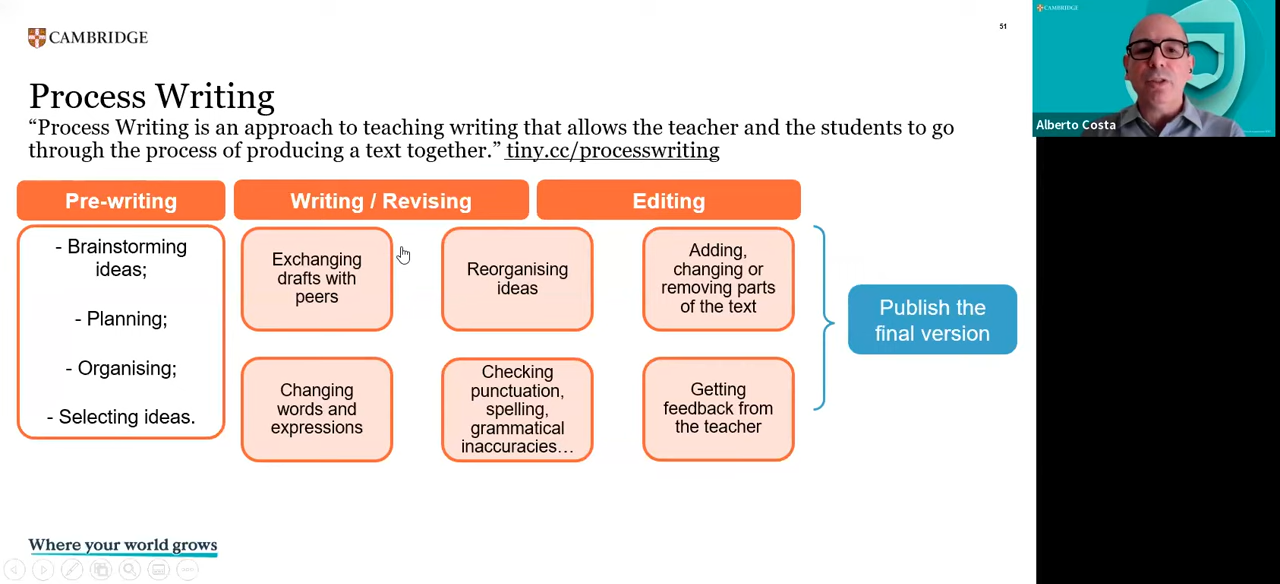 51
CAMBRIDGE
CAMBRIDGE
Alberto Costa
Process Writing
“Process Writing is an approach to teaching writing that allows the teacher and the students to go
through the process of producing a text together.” tiny.cc/processwriting
Pre-writing
Writing / Revising
Editing
- Brainstorming
ideas;
- Planning;
- Organising;
- Selecting ideas.
Exchanging
drafts with
peers
Reorganising
ideas
Adding,
changing or
removing parts
of the text
Changing
words and
expressions
Checking
punctuation,
spelling,
grammatical
inaccuracies…
Getting
feedback from
the teacher
Publish the
final version
Where your world grows